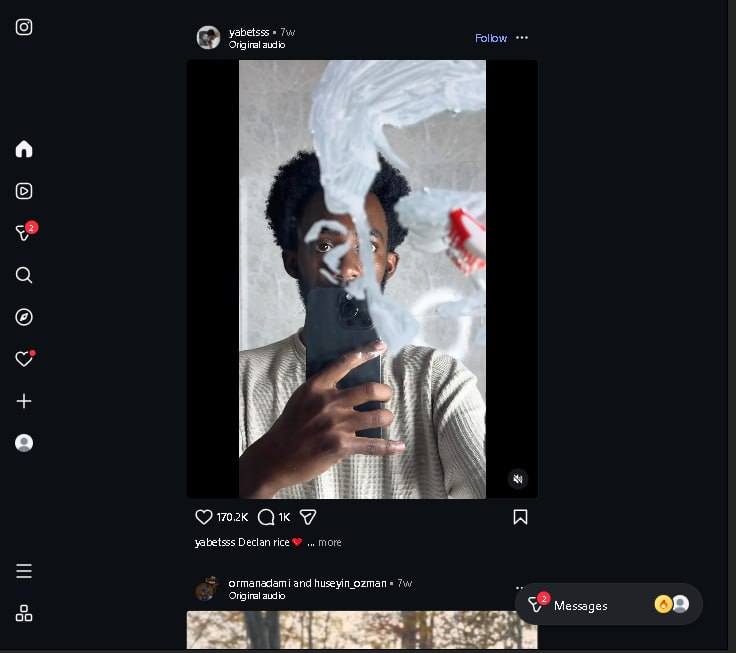 yabetsss • 7w
Original audio
Follow
2
170.2K
1K
yabetsss Declan rice❤️ ... more
ormanadami and huseyin_ozman • 7w
Original audio
2
Messages